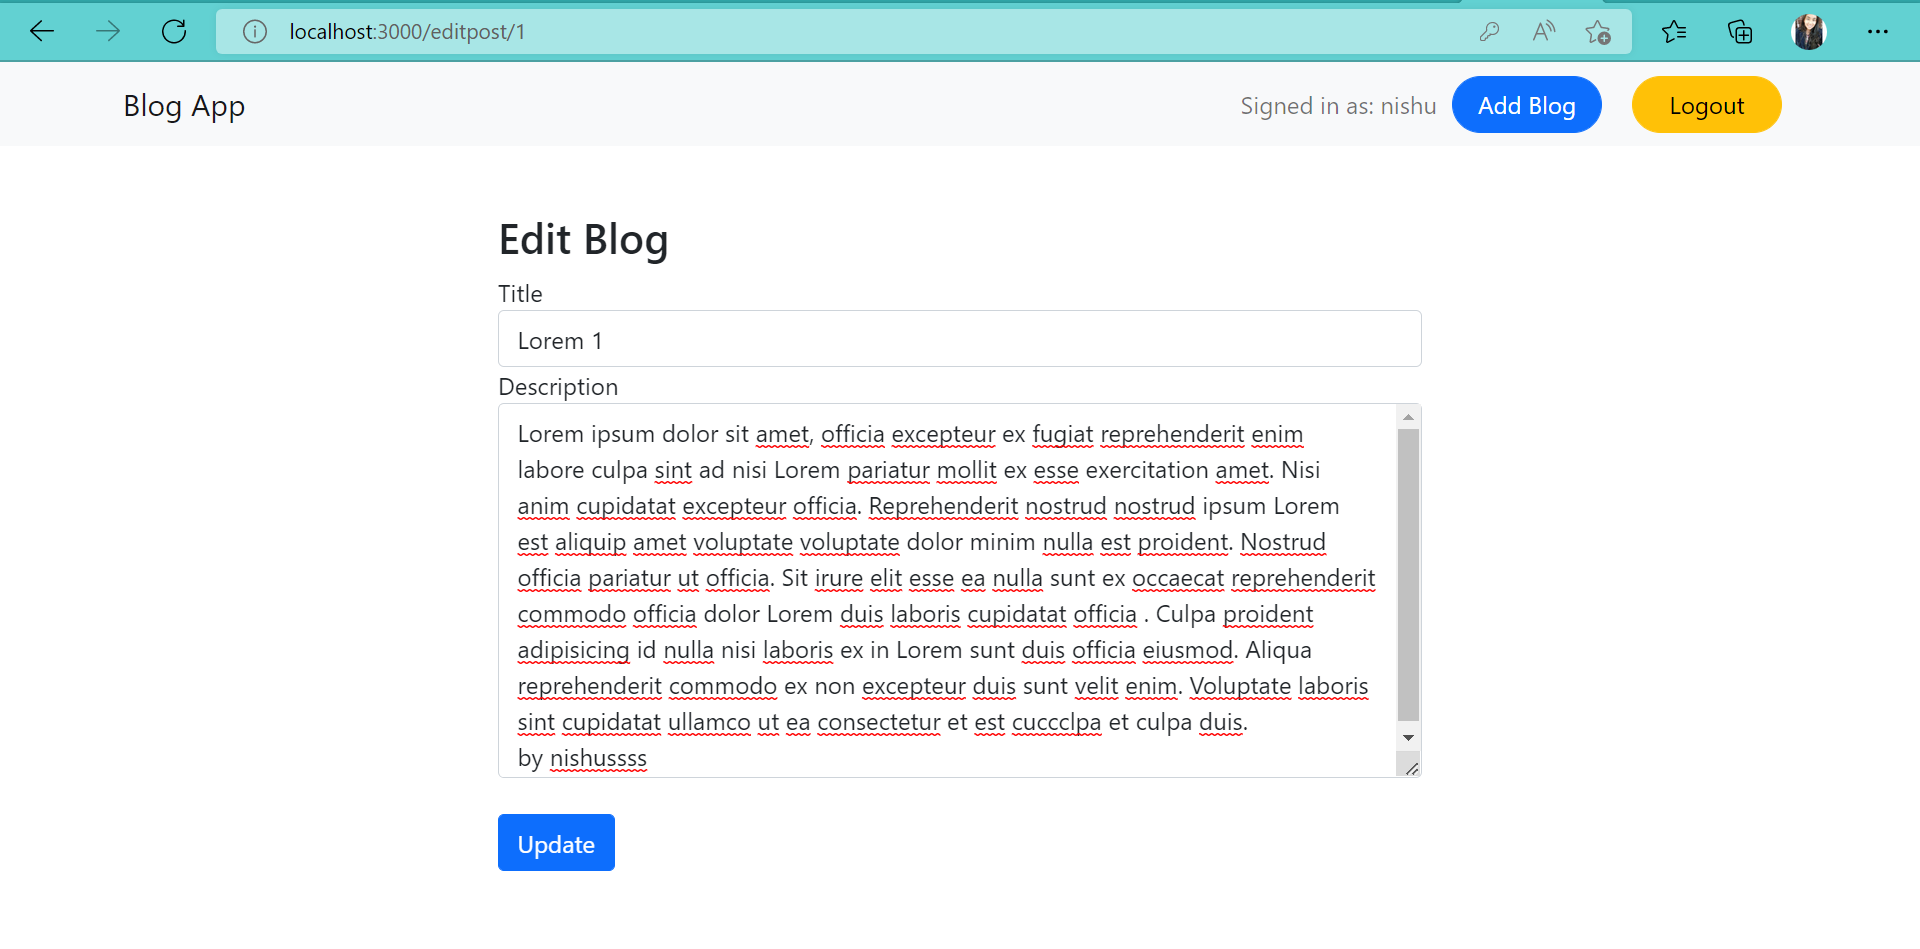 localhost:3000/editpost/1
Blog App
Signed in as: nishu
Add Blog
Logout
Edit Blog
Title
Lorem 1
Description
Lorem ipsum dolor sit amet, officia excepteur ex fugiat reprehenderit enim
labore culpa sint ad nisi Lorem pariatur mollit ex esse exercitation amet. Nisi
anim cupidatat excepteur officia. Reprehenderit nostrud nostrud ipsum Lorem
est aliquip amet voluptate voluptate dolor minim nulla est proident. Nostrud
officia pariatur ut officia. Sit irure elit esse ea nulla sunt ex occaecat reprehenderit
commodo officia dolor Lorem duis laboris cupidatat officia . Culpa proident
adipisicing id nulla nisi laboris ex in Lorem sunt duis officia eiusmod. Aliqua
reprehenderit commodo ex non excepteur duis sunt velit enim. Voluptate laboris
sint cupidatat ullamco ut ea consectetur et est cuccclpa et culpa duis.
by nishussss
Update